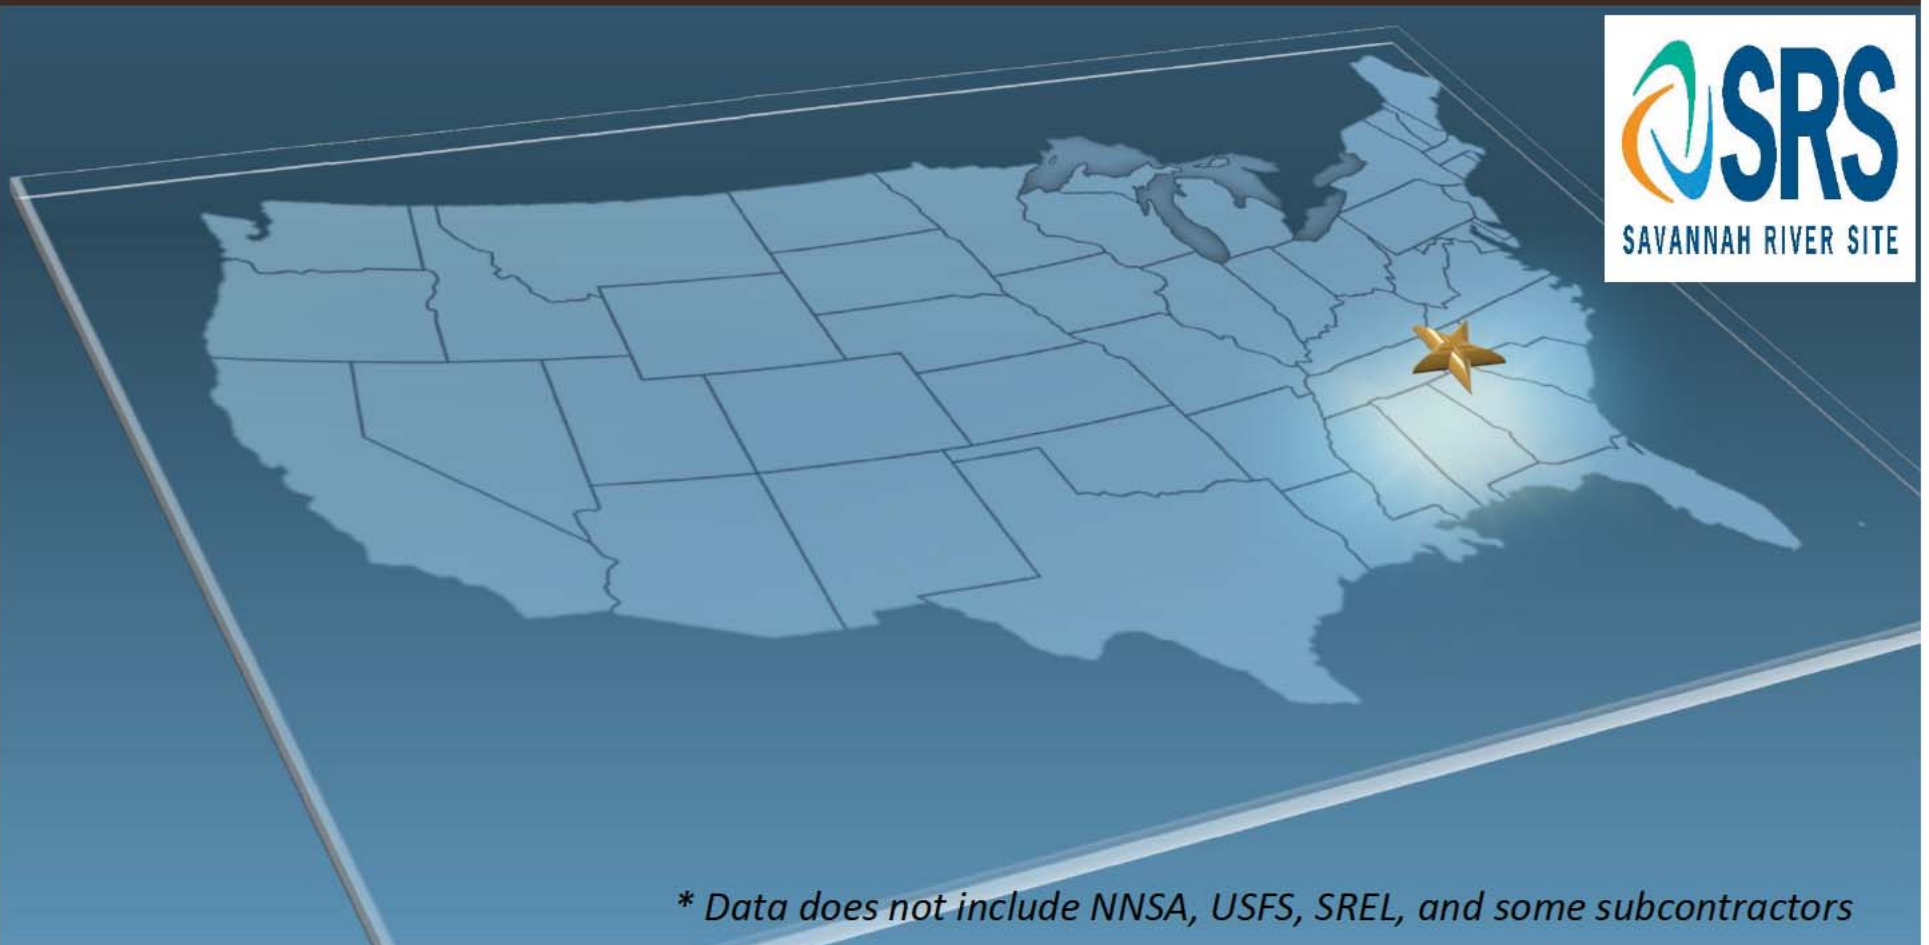 SRS
SAVANNAH RIVER SITE
* Data does not include NNSA, USFS, SREL, and some subcontractors